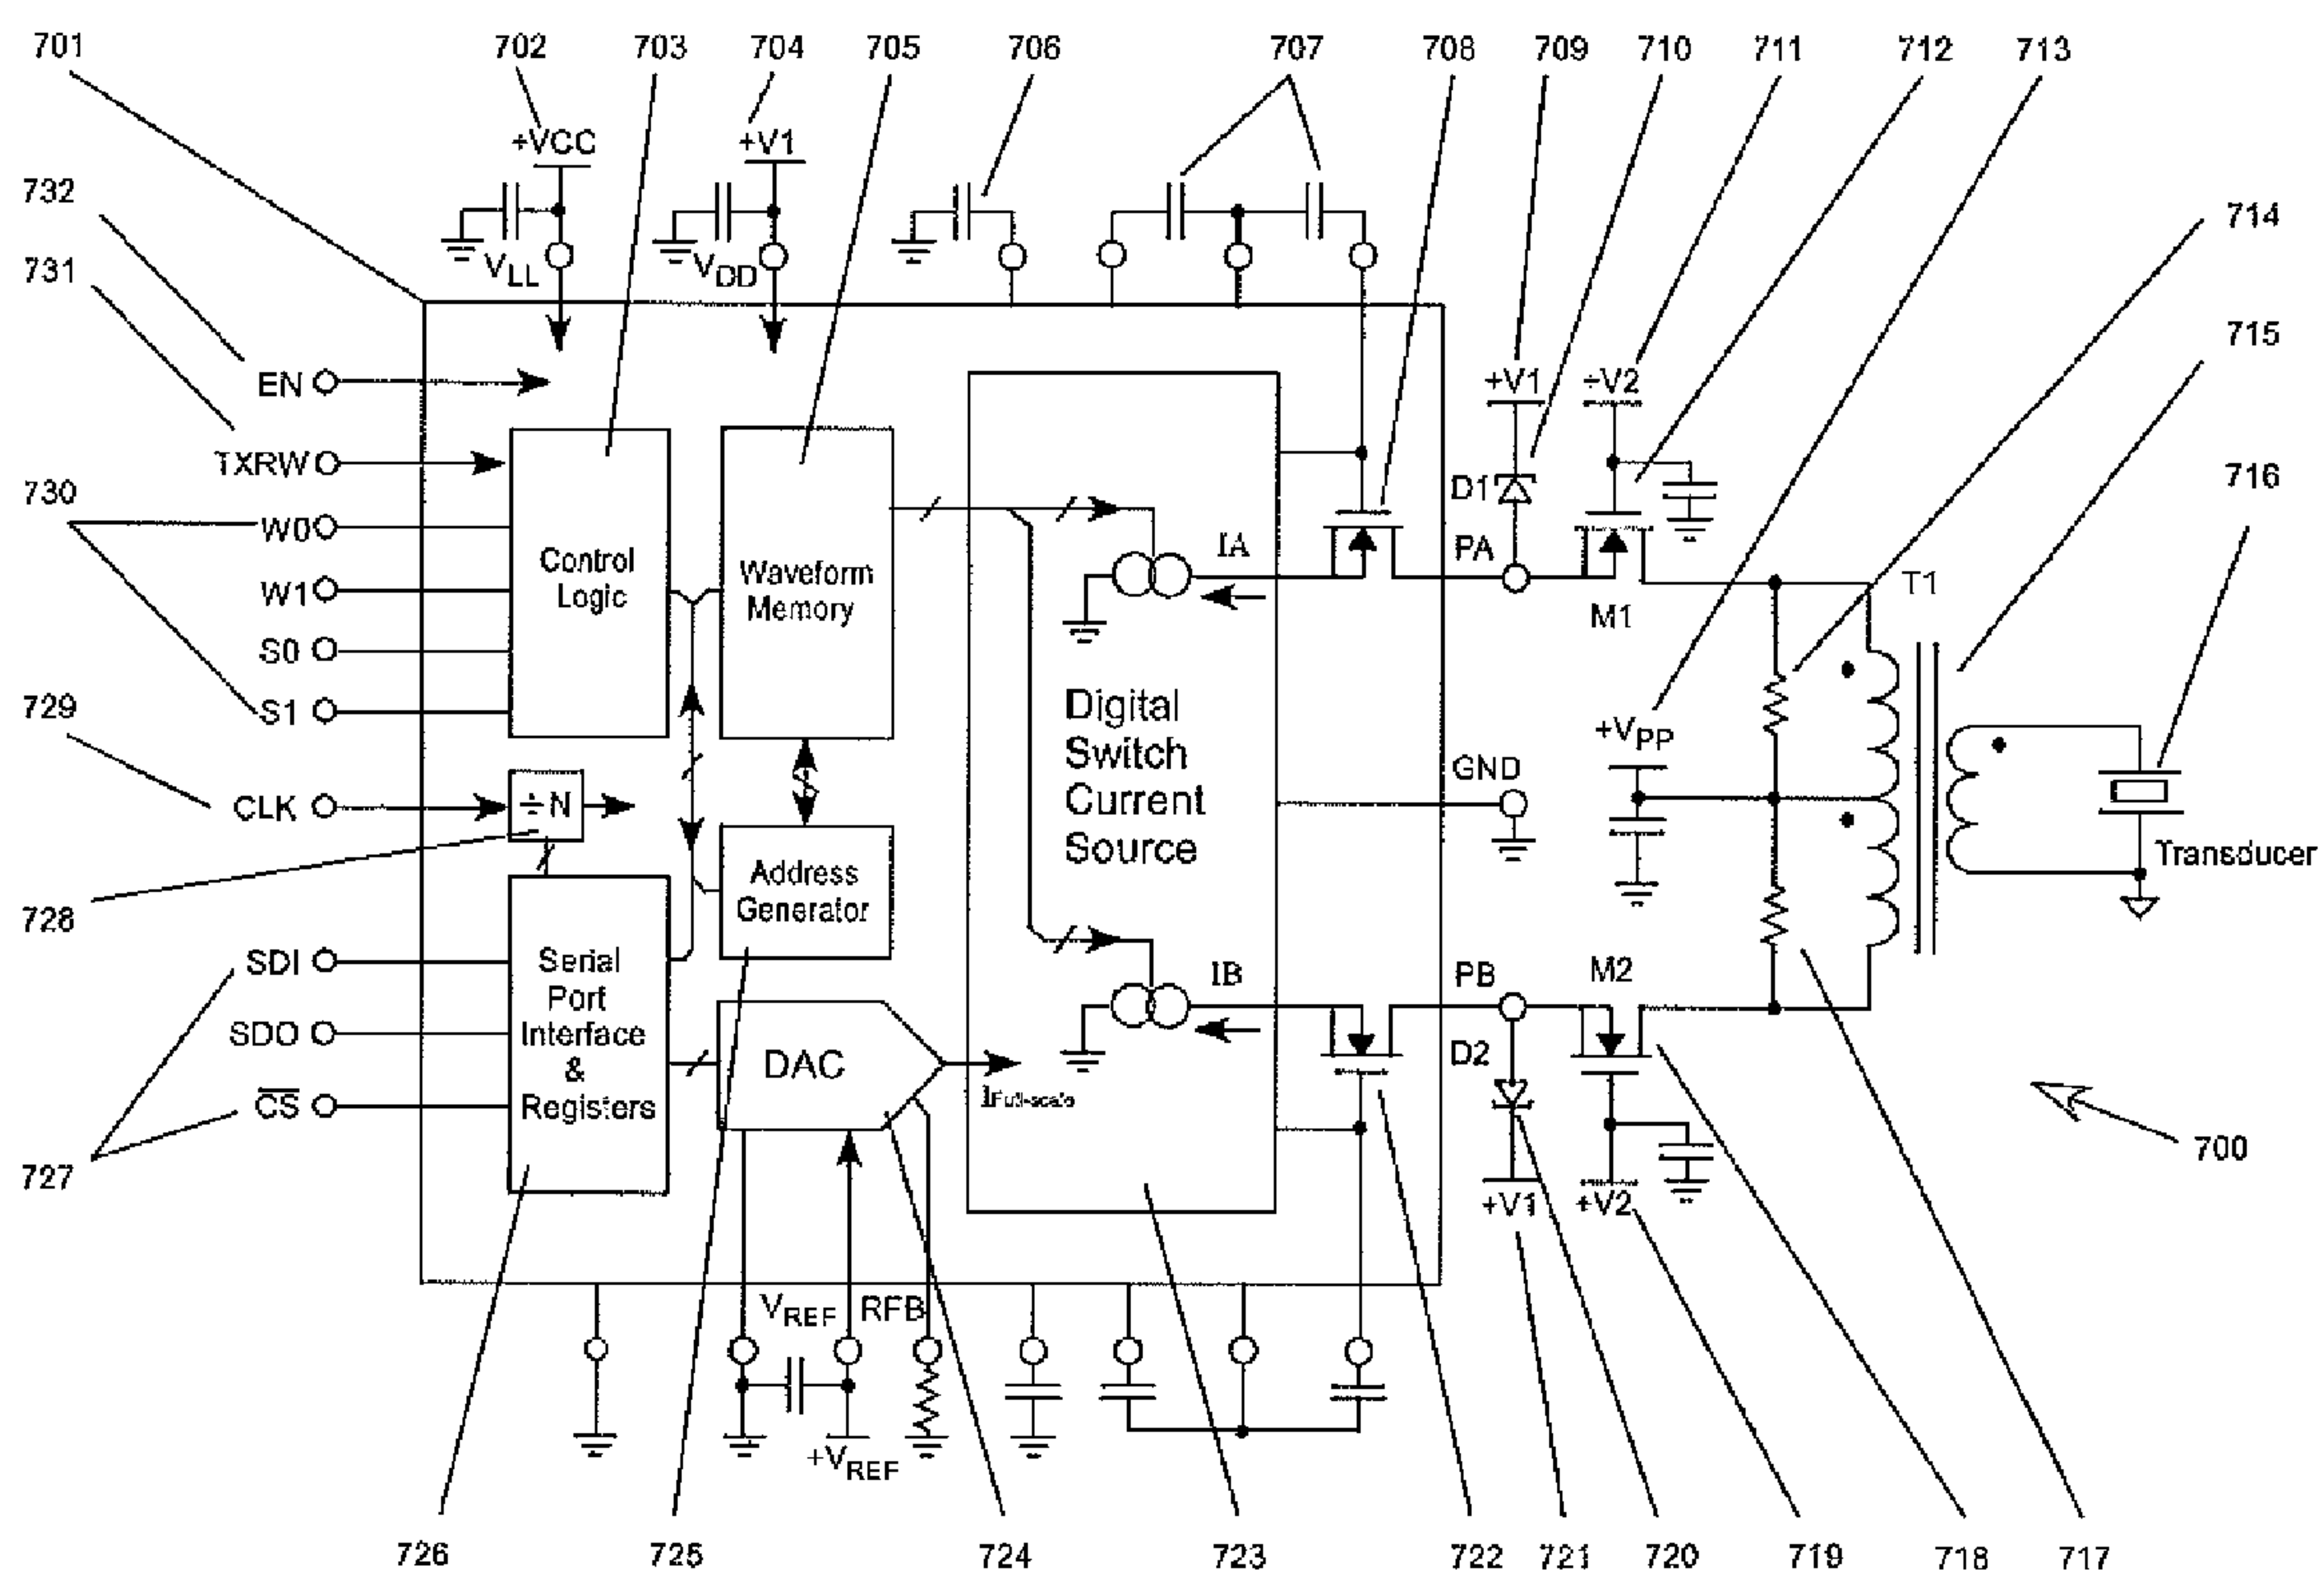 701
702
703
704
705
706
707
708
709
710
711
712
713
+VCC
+V1
732
714
VLL
VDD
731
715
EN
+V1
+V2
TXRW
730
D1
716
W0
IA
PA
Control
Logic
Waveform
Memory
W1
T1
M1
S0
729
S1
Digital
Switch
Current
Source
+VPP
GND
CLK
÷N
Transducer
Address
Generator
728
SDI
Serial
Port
Interface
&
Registers
IB
PB
M2
SDO
DAC
D2
CS
IFull-scale
700
727
+V1
+V2
VREF
RFB
+VREF
726
725
724
723
722
721
720
719
718
717